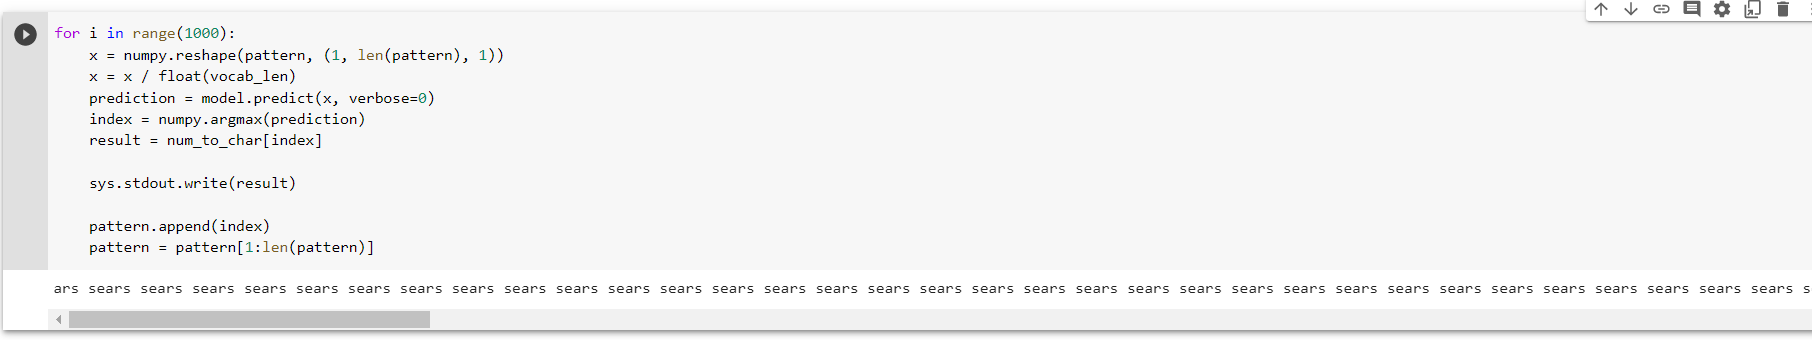 for i in range(1000):
    x = numpy.reshape(pattern, (1, len(pattern), 1))
    x = x / float(vocab_len)
    prediction = model.predict(x, verbose=0)
    index = numpy.argmax(prediction)
    result = num_to_char[index]

    sys.stdout.write(result)

    pattern.append(index)
    pattern = pattern[1:len(pattern)]
ars sears sears sears sears sears sears sears sears sears sears sears sears sears sears sears sears sears sears sears sears sears sears sears sears sears sears sears sears sears sears sears sears sears s